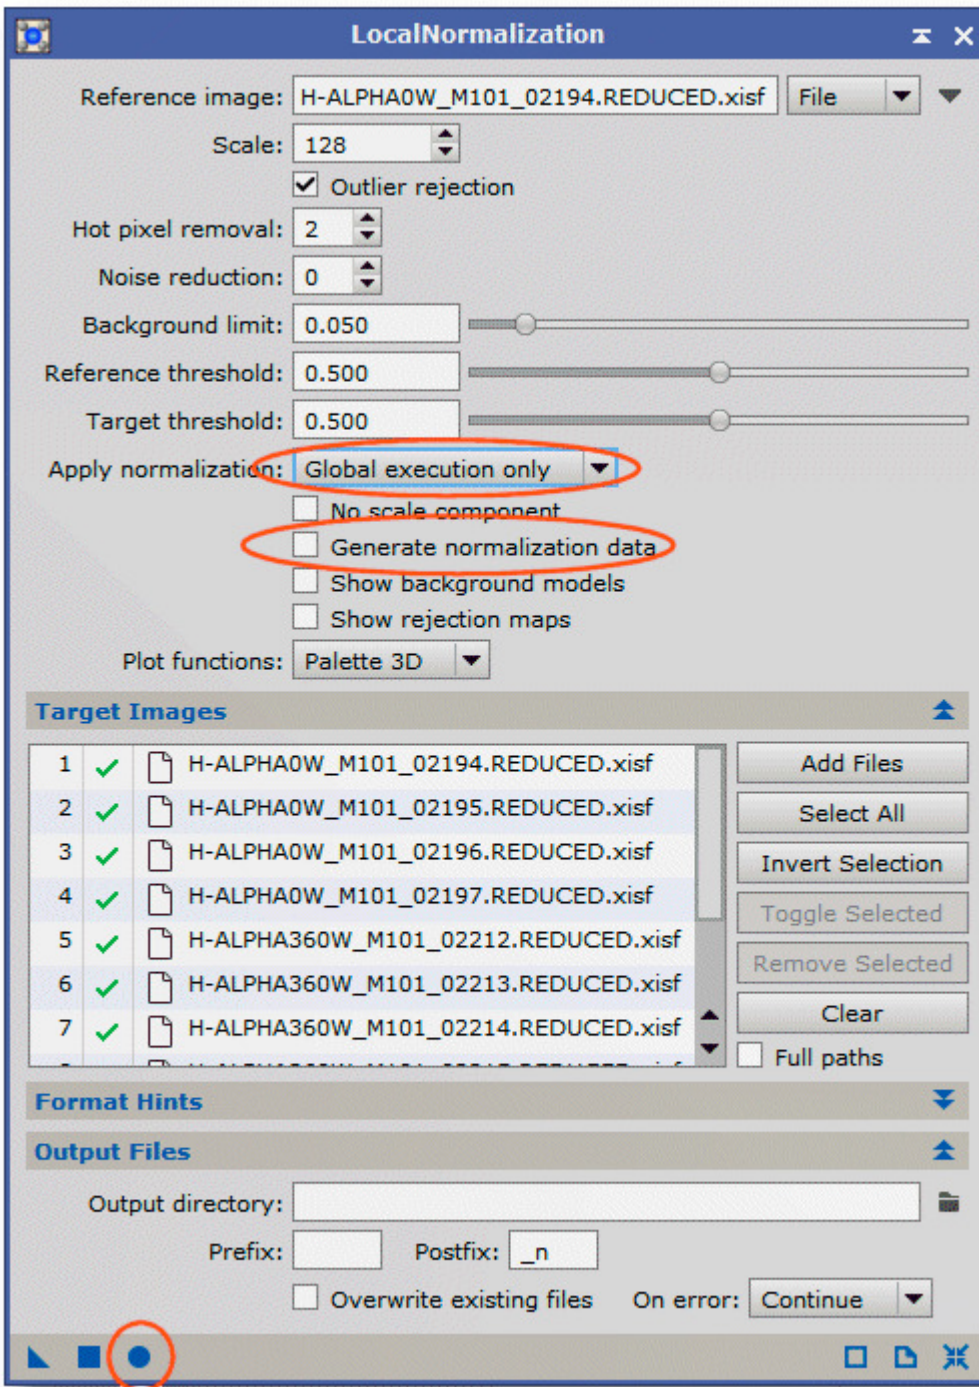 LocalNormalization
Reference image: H-ALPHA0W_M101_02194.REDUCED.xisf File
Scale: 128
Outlier rejection
Hot pixel removal: 2
Noise reduction: 0
Background limit: 0.050
Reference threshold: 0.500
Target threshold: 0.500
Apply normalization: Global execution only
No scale component
Generate normalization data
Show background models
Show rejection maps
Plot functions: Palette 3D
Target Images
1 H-ALPHA0W_M101_02194.REDUCED.xisf Add Files
2 H-ALPHA0W_M101_02195.REDUCED.xisf Select All
3 H-ALPHA0W_M101_02196.REDUCED.xisf Invert Selection
4 H-ALPHA0W_M101_02197.REDUCED.xisf Toggle Selected
5 H-ALPHA360W_M101_02212.REDUCED.xisf
6 H-ALPHA360W_M101_02213.REDUCED.xisf Remove Selected
7 H-ALPHA360W_M101_02214.REDUCED.xisf Clear
Full paths
Format Hints
Output Files
Output directory:
Prefix: Postfix: _n
Overwrite existing files On error: Continue